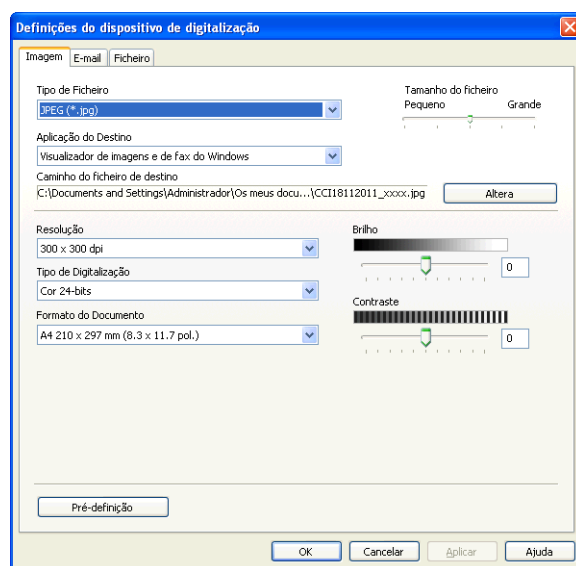 Definições do dispositivo de digitalização
Imagem E-mail Ficheiro
Tipo de Ficheiro
JPEG (*.jpg)
Tamanho do ficheiro
Pequeno Grande
Aplicação do Destino
Visualizador de imagens e de fax do Windows
Caminho do ficheiro de destino
C:\Documents and Settings\Administrador\Os meus docu...\CCI18112011_xxxx.jpg
Altera
Resolução
300 x 300 dpi
Tipo de Digitalização
Cor 24-bits
Formato do Documento
A4 210 x 297 mm (8.3 x 11.7 pol.)
Brilho
0
Contraste
0
Pré-definição
OK Cancelar Aplicar Ajuda